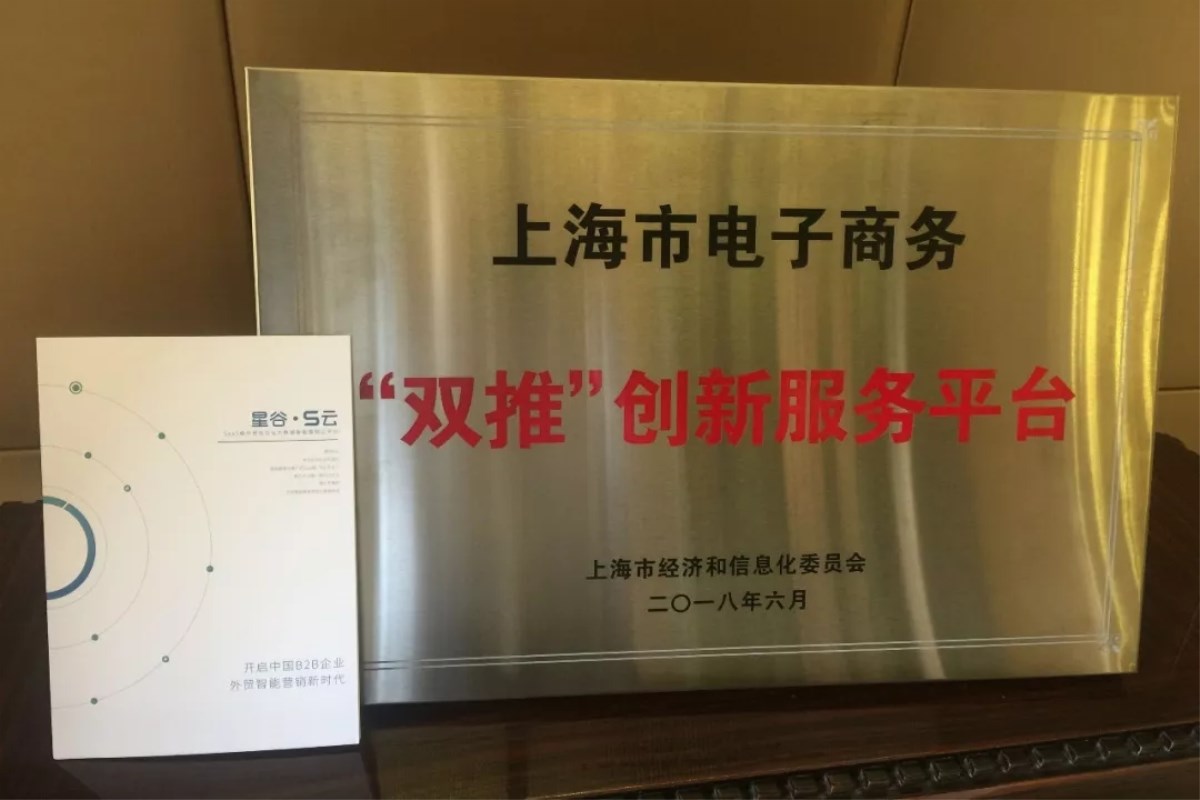 上海市电子商务
“双推”创新服务平台
上海市经济和信息化委员会
二〇一八年六月
星谷·S云
开启中国B2B企业
外贸智能营销新时代